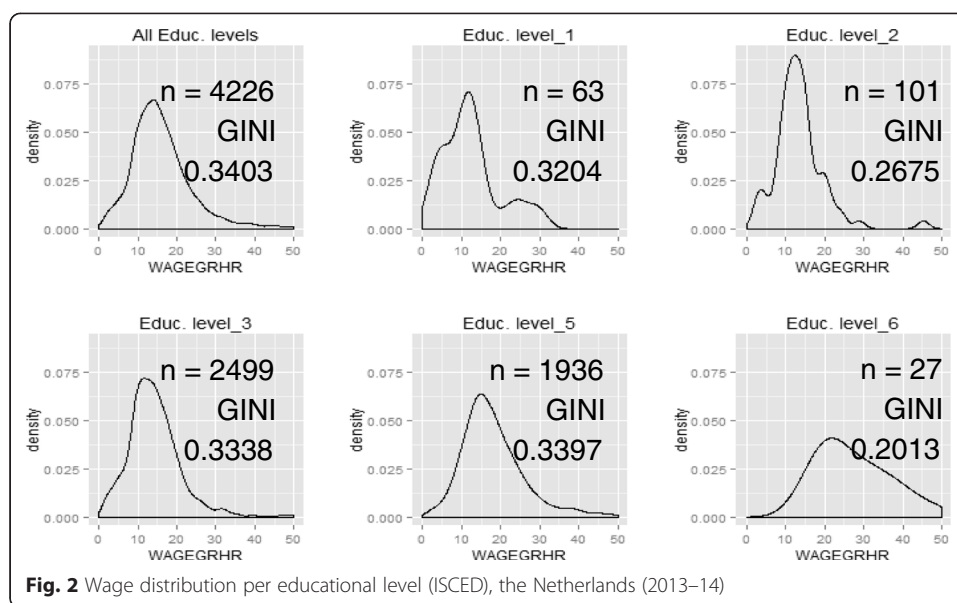 All Educ. levels
Educ. level_1
Educ. level_2
density
0.075
0.050
0.025
0.000
n = 4226
GINI
0.3403
0 10 20 30 40 50
WAGEGRHR
density
0.075
0.050
0.025
0.000
n = 63
GINI
0.3204
0 10 20 30 40 50
WAGEGRHR
density
0.075
0.050
0.025
0.000
n = 101
GINI
0.2675
0 10 20 30 40 50
WAGEGRHR
Educ. level_3
Educ. level_5
Educ. level_6
density
0.075
0.050
0.025
0.000
n = 2499
GINI
0.3338
0 10 20 30 40 50
WAGEGRHR
density
0.075
0.050
0.025
0.000
n = 1936
GINI
0.3397
0 10 20 30 40 50
WAGEGRHR
density
0.075
0.050
0.025
0.000
n = 27
GINI
0.2013
0 10 20 30 40 50
WAGEGRHR
Fig. 2 Wage distribution per educational level (ISCED), the Netherlands (2013–14)